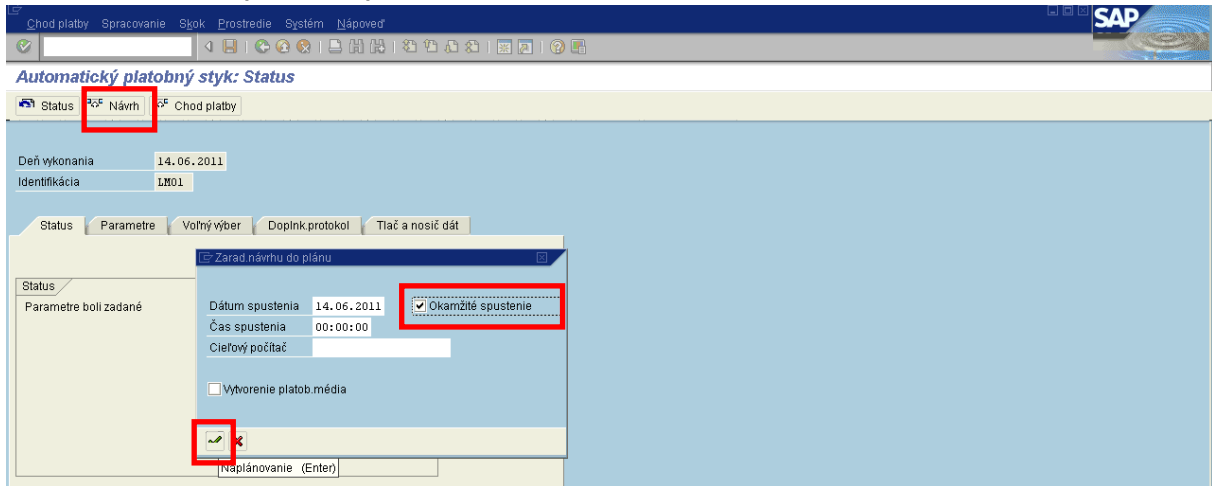 Chod platby Spracovanie Skok Prostredie Systém Nápoveď
SAP
Automatický platobný styk: Status
Status Návrh Chod platby
Deň vykonania 14.06.2011
Identifikácia LM01
Status Parametre Voľný výber Doplnk.protokol Tlač a nosič dát
Zarad.návrhu do plánu
Status
Parametre boli zadané
Dátum spustenia 14.06.2011 Okamžité spustenie
Čas spustenia 00:00:00
Cieľový počítač
Vytvorenie platob.média
Naplánovanie (Enter)